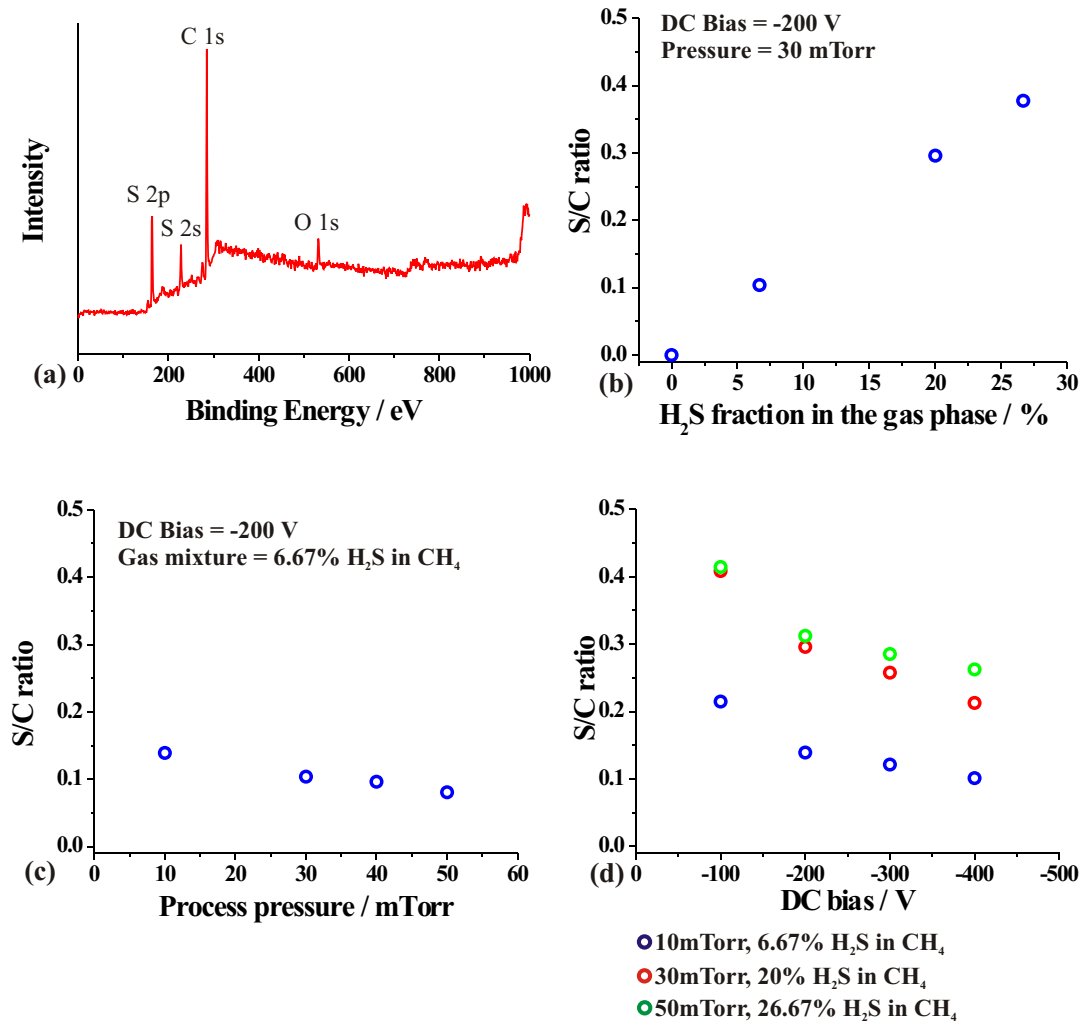 C 1s
S 2p
S 2s
O 1s
Intensity
0 200 400 600 800 1000
(a)
Binding Energy / eV
DC Bias = -200 V
Pressure = 30 mTorr
0.5
0.4
0.3
0.2
0.1
0.0
S/C ratio
0 5 10 15 20 25 30
(b)
H₂S fraction in the gas phase / %
DC Bias = -200 V
Gas mixture = 6.67% H₂S in CH₄
0.5
0.4
0.3
0.2
0.1
0.0
S/C ratio
0 10 20 30 40 50 60
(c)
Process pressure / mTorr
0.5
0.4
0.3
0.2
0.1
0.0
S/C ratio
0 -100 -200 -300 -400 -500
(d)
DC bias / V
10mTorr, 6.67% H₂S in CH₄
30mTorr, 20% H₂S in CH₄
50mTorr, 26.67% H₂S in CH₄